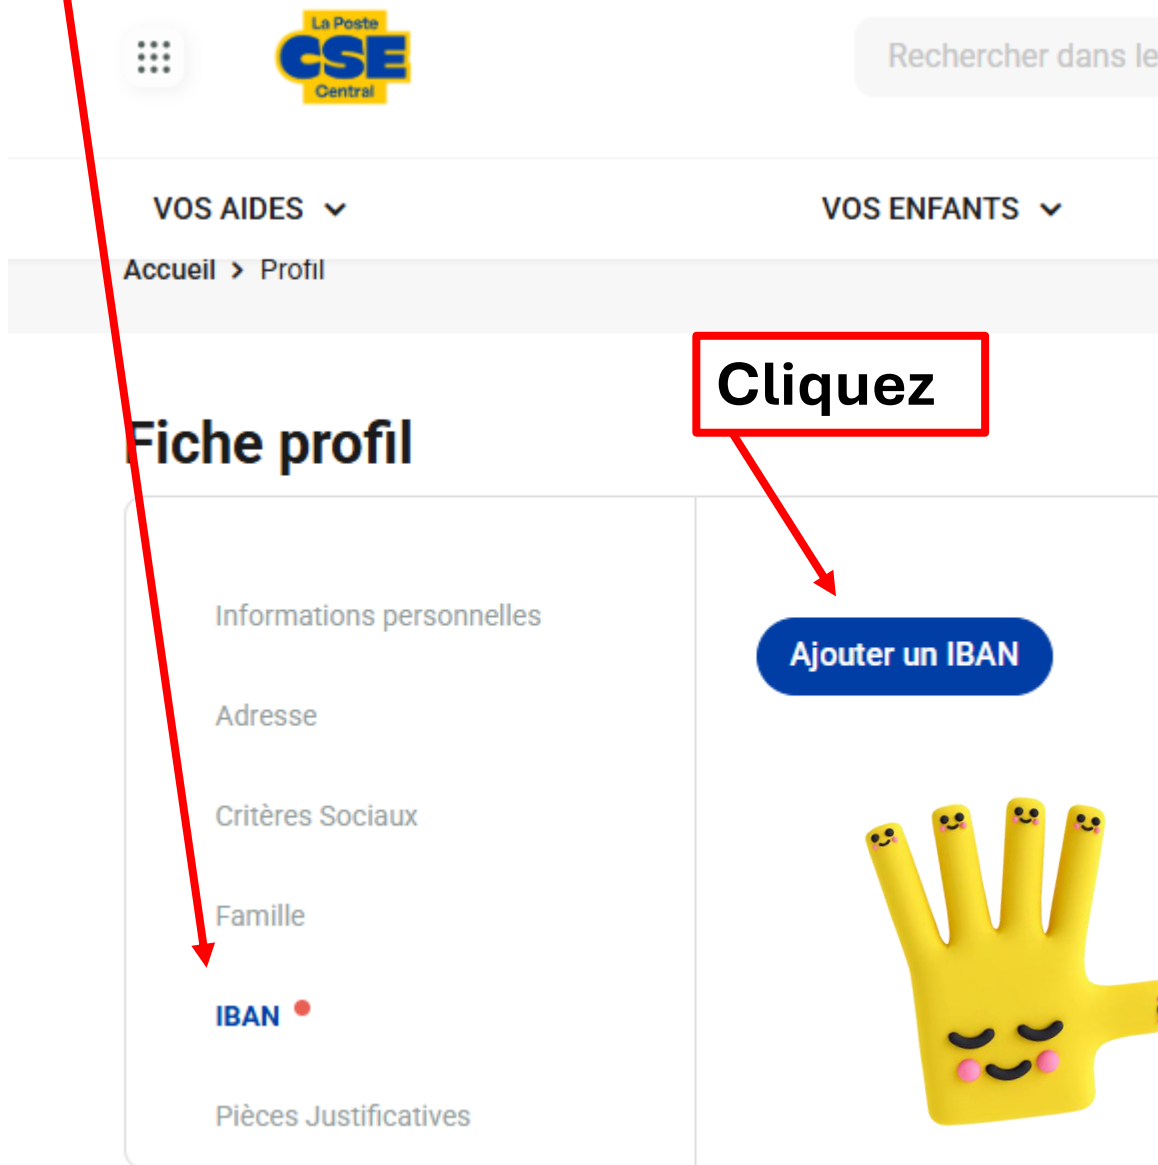 La Poste
CSE
Central
Rechercher dans le
VOS AIDES
VOS ENFANTS
Accueil > Profil
Cliquez
Fiche profil
Informations personnelles
Ajouter un IBAN
Adresse
Critères Sociaux
Famille
IBAN
Pièces Justificatives